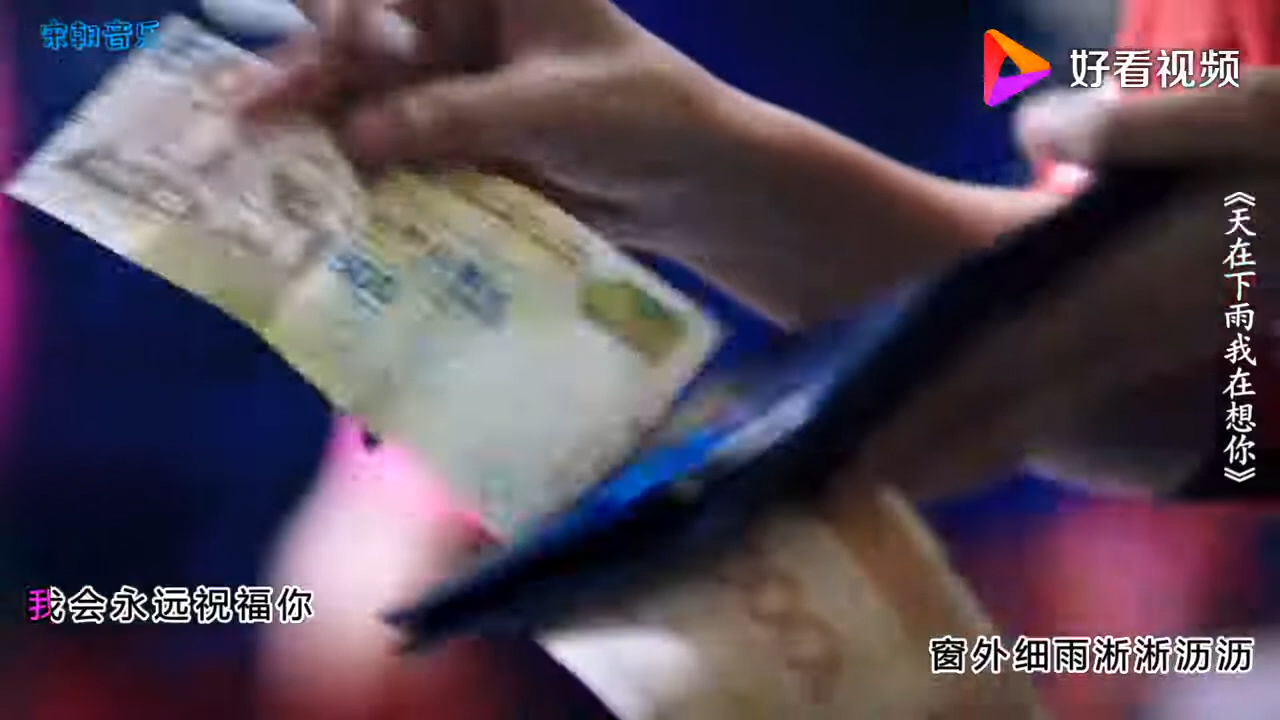 宋朝音乐
好看视频
《天在下雨我在想你》
我会永远祝福你
窗外细雨淅淅沥沥